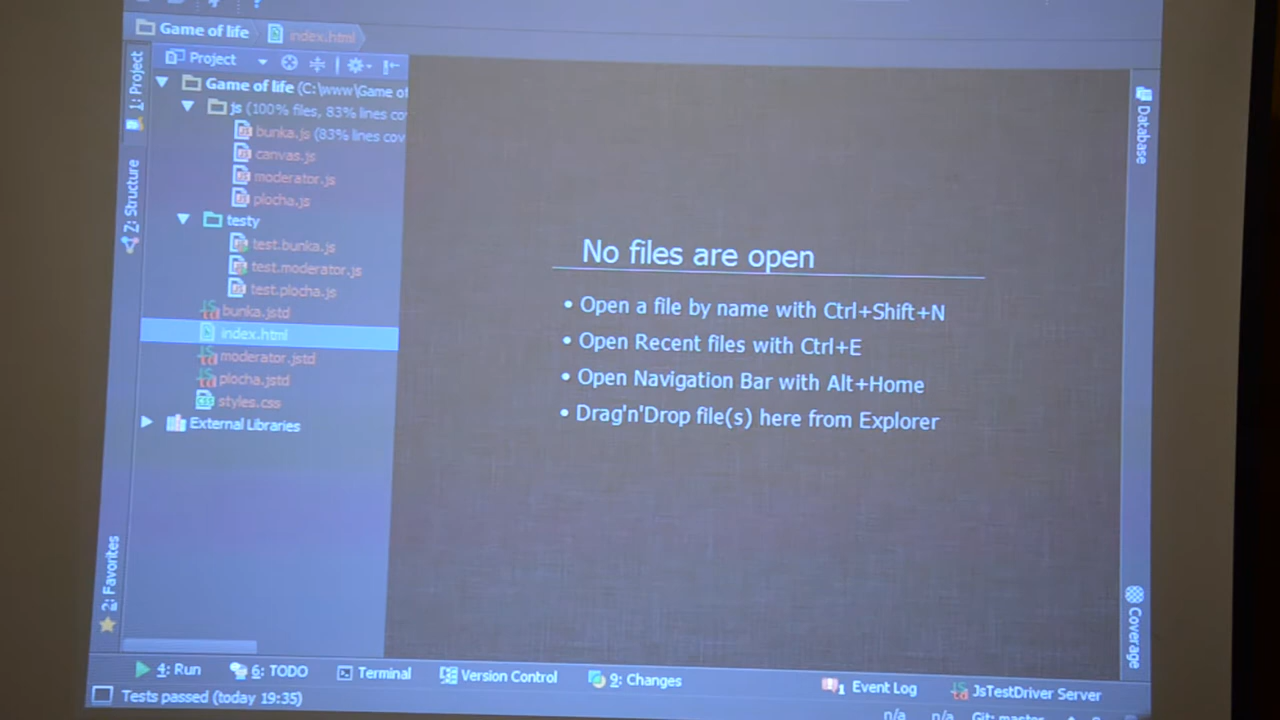 Game of life index.html
Project
Game of life (C:\www\Game of
js (100% files, 83% lines co
bunka.js (83% lines cov
canvas.js
moderator.js
plocha.js
testy
test.bunka.js
test.moderator.js
test.plocha.js
bunka.jstd
index.html
moderator.jstd
plocha.jstd
styles.css
External Libraries
1: Project
Z: Structure
2: Favorites
No files are open
• Open a file by name with Ctrl+Shift+N
• Open Recent files with Ctrl+E
• Open Navigation Bar with Alt+Home
• Drag'n'Drop file(s) here from Explorer
Database
Coverage
4: Run 6: TODO Terminal Version Control 9: Changes 1 Event Log JsTestDriver Server
Tests passed (today 19:35)
n/a n/a Git: master